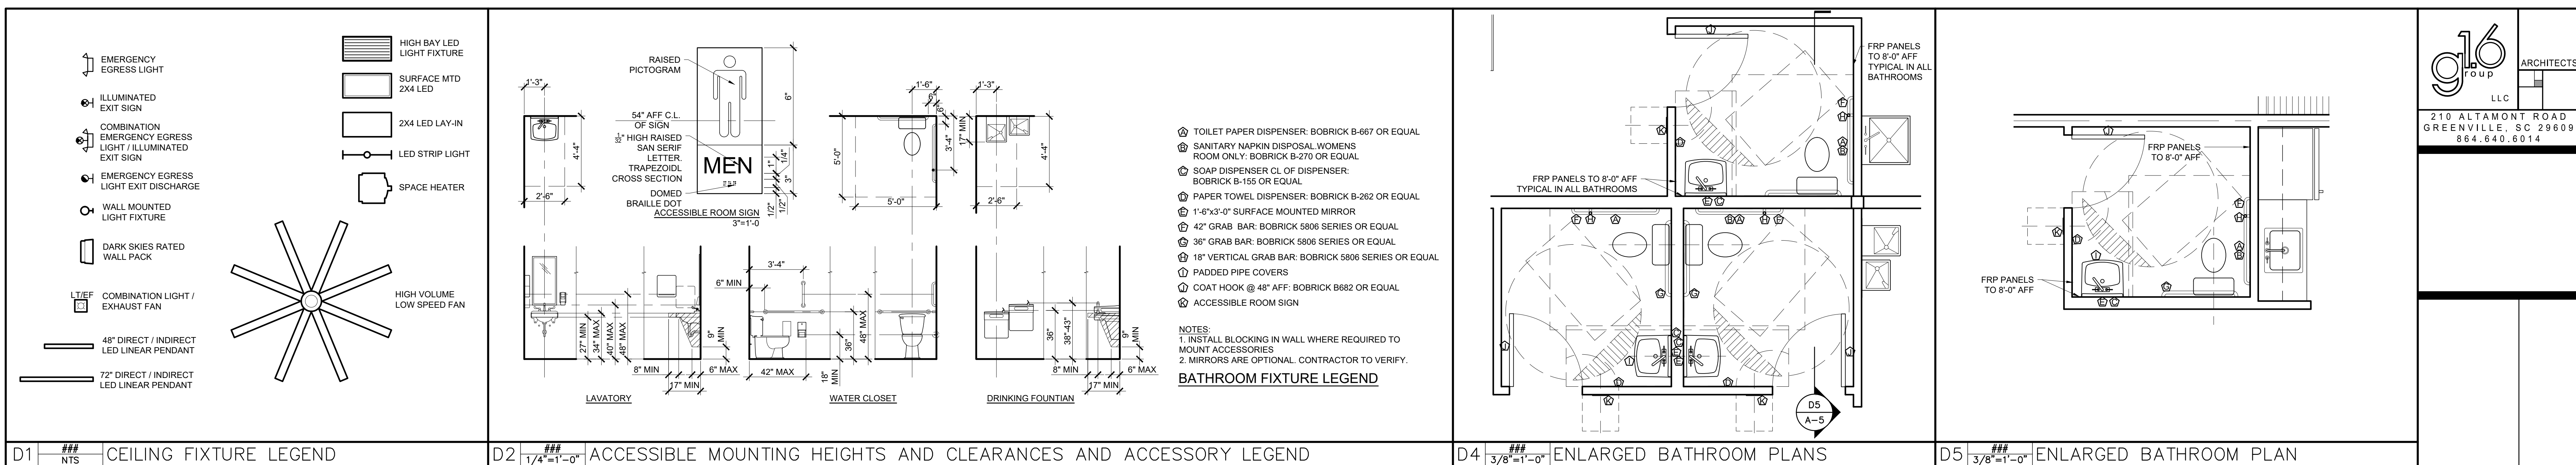 EMERGENCY
EGRESS LIGHT
ILLUMINATED
EXIT SIGN
COMBINATION
EMERGENCY EGRESS
LIGHT / ILLUMINATED
EXIT SIGN
EMERGENCY EGRESS
LIGHT EXIT DISCHARGE
WALL MOUNTED
LIGHT FIXTURE
DARK SKIES RATED
WALL PACK
LT/EF
COMBINATION LIGHT /
EXHAUST FAN
48" DIRECT / INDIRECT
LED LINEAR PENDANT
72" DIRECT / INDIRECT
LED LINEAR PENDANT
HIGH BAY LED
LIGHT FIXTURE
SURFACE MTD
2X4 LED
2X4 LED LAY-IN
LED STRIP LIGHT
SPACE HEATER
HIGH VOLUME
LOW SPEED FAN
D1
###
NTS
CEILING FIXTURE LEGEND
1'-3"
4'-4"
2'-6"
RAISED
PICTOGRAM
54" AFF C.L.
OF SIGN
" HIGH RAISED
SAN SERIF
LETTER.
TRAPEZOIDL
CROSS SECTION
DOMED
BRAILLE DOT
MEN
6"
1"
1/4"
3"
1/2"
1/2"
ACCESSIBLE ROOM SIGN
3"=1'-0
1'-6"
6"
6"
3'-4"
5'-0"
5'-0"
1'-3"
17" MIN
4'-4"
2'-6"
27" MIN
34" MAX
40" MAX
48" MAX
9"
MIN
8" MIN
6" MAX
17" MIN
LAVATORY
3'-4"
6" MIN
42" MAX
18"
MIN
36"
48" MAX
WATER CLOSET
36"
38"-43"
9"
MIN
8" MIN
6" MAX
17" MIN
DRINKING FOUNTIAN
A TOILET PAPER DISPENSER: BOBRICK B-667 OR EQUAL
B SANITARY NAPKIN DISPOSAL.WOMENS
ROOM ONLY: BOBRICK B-270 OR EQUAL
C SOAP DISPENSER CL OF DISPENSER:
BOBRICK B-155 OR EQUAL
D PAPER TOWEL DISPENSER: BOBRICK B-262 OR EQUAL
E 1'-6"x3'-0" SURFACE MOUNTED MIRROR
F 42" GRAB BAR: BOBRICK 5806 SERIES OR EQUAL
G 36" GRAB BAR: BOBRICK 5806 SERIES OR EQUAL
H 18" VERTICAL GRAB BAR: BOBRICK 5806 SERIES OR EQUAL
I PADDED PIPE COVERS
J COAT HOOK @ 48" AFF: BOBRICK B682 OR EQUAL
K ACCESSIBLE ROOM SIGN
NOTES:
1. INSTALL BLOCKING IN WALL WHERE REQUIRED TO
MOUNT ACCESSORIES
2. MIRRORS ARE OPTIONAL. CONTRACTOR TO VERIFY.
BATHROOM FIXTURE LEGEND
D2
###
1/4"=1'-0"
ACCESSIBLE MOUNTING HEIGHTS AND CLEARANCES AND ACCESSORY LEGEND
FRP PANELS
TO 8'-0" AFF
TYPICAL IN ALL
BATHROOMS
FRP PANELS TO 8'-0" AFF
TYPICAL IN ALL BATHROOMS
D5
A-5
D4
###
3/8"=1'-0"
ENLARGED BATHROOM PLANS
FRP PANELS
TO 8'-0" AFF
FRP PANELS
TO 8'-0" AFF
D5
###
3/8"=1'-0"
ENLARGED BATHROOM PLAN
g1.6
roup
LLC
ARCHITECTS
210 ALTAMONT ROAD
GREENVILLE, SC 29609
864.640.6014